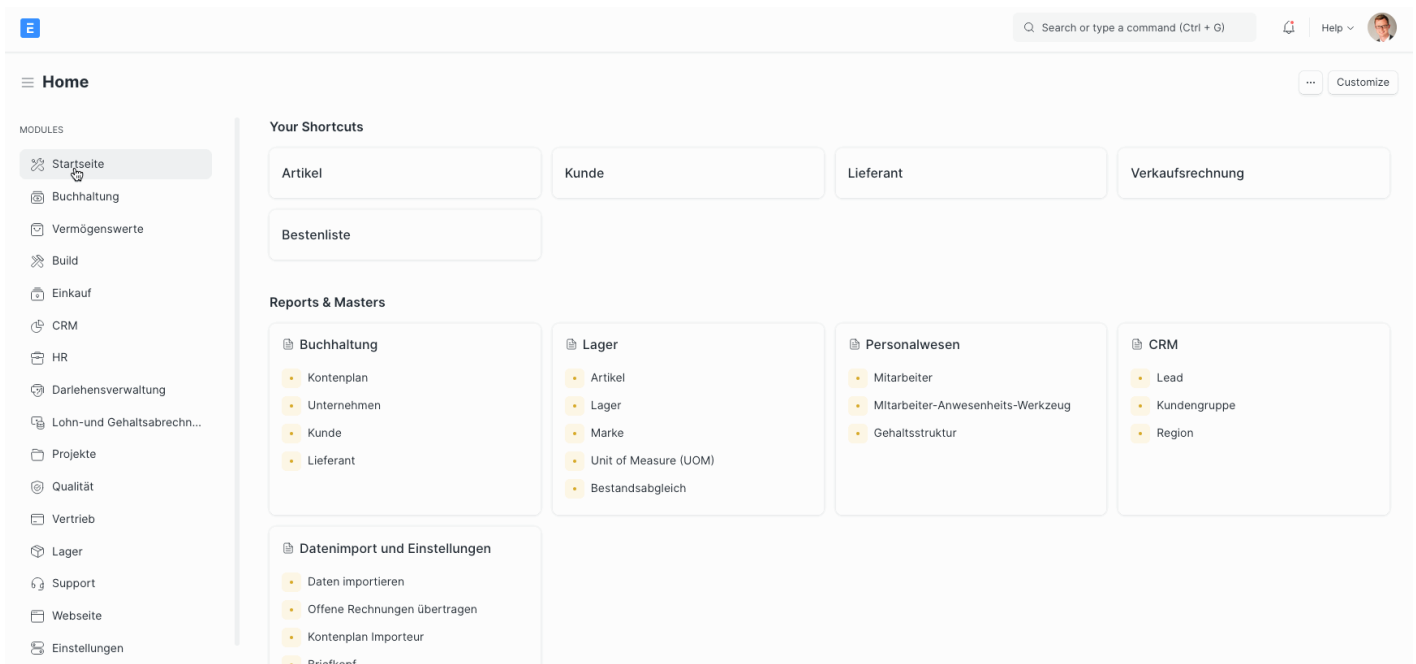 E
Search or type a command (Ctrl + G)
Help
Home
...
Customize
MODULES
Startseite
Buchhaltung
Vermögenswerte
Build
Einkauf
CRM
HR
Darlehensverwaltung
Lohn-und Gehaltsabrechn...
Projekte
Qualität
Vertrieb
Lager
Support
Webseite
Einstellungen
Your Shortcuts
Artikel
Kunde
Lieferant
Verkaufsrechnung
Bestenliste
Reports & Masters
Buchhaltung
Kontenplan
Unternehmen
Kunde
Lieferant
Lager
Artikel
Lager
Marke
Unit of Measure (UOM)
Bestandsabgleich
Personalwesen
Mitarbeiter
MItarbeiter-Anwesenheits-Werkzeug
Gehaltsstruktur
CRM
Lead
Kundengruppe
Region
Datenimport und Einstellungen
Daten importieren
Offene Rechnungen übertragen
Kontenplan Importeur
Briefkopf